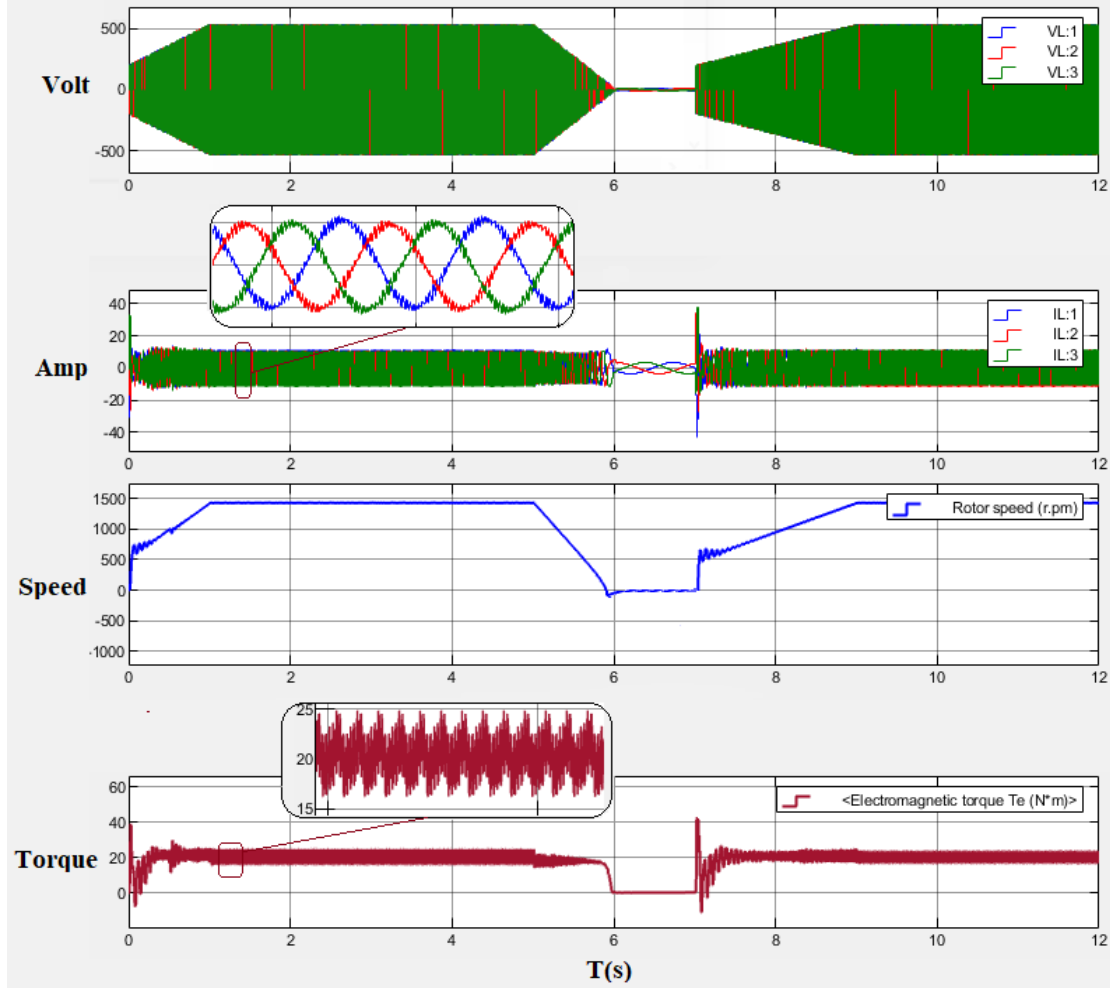 500
0
-500
Volt
VL:1
VL:2
VL:3
0 2 4 6 8 10 12
40
20
0
-20
-40
Amp
IL:1
IL:2
IL:3
0 2 4 6 8 10 12
1500
1000
500
0
-500
-1000
Speed
Rotor speed (r.pm)
0 2 4 6 8 10 12
25
20
15
60
40
20
0
Torque
<Electromagnetic torque Te (N*m)>
0 2 4 6 8 10 12
T(s)